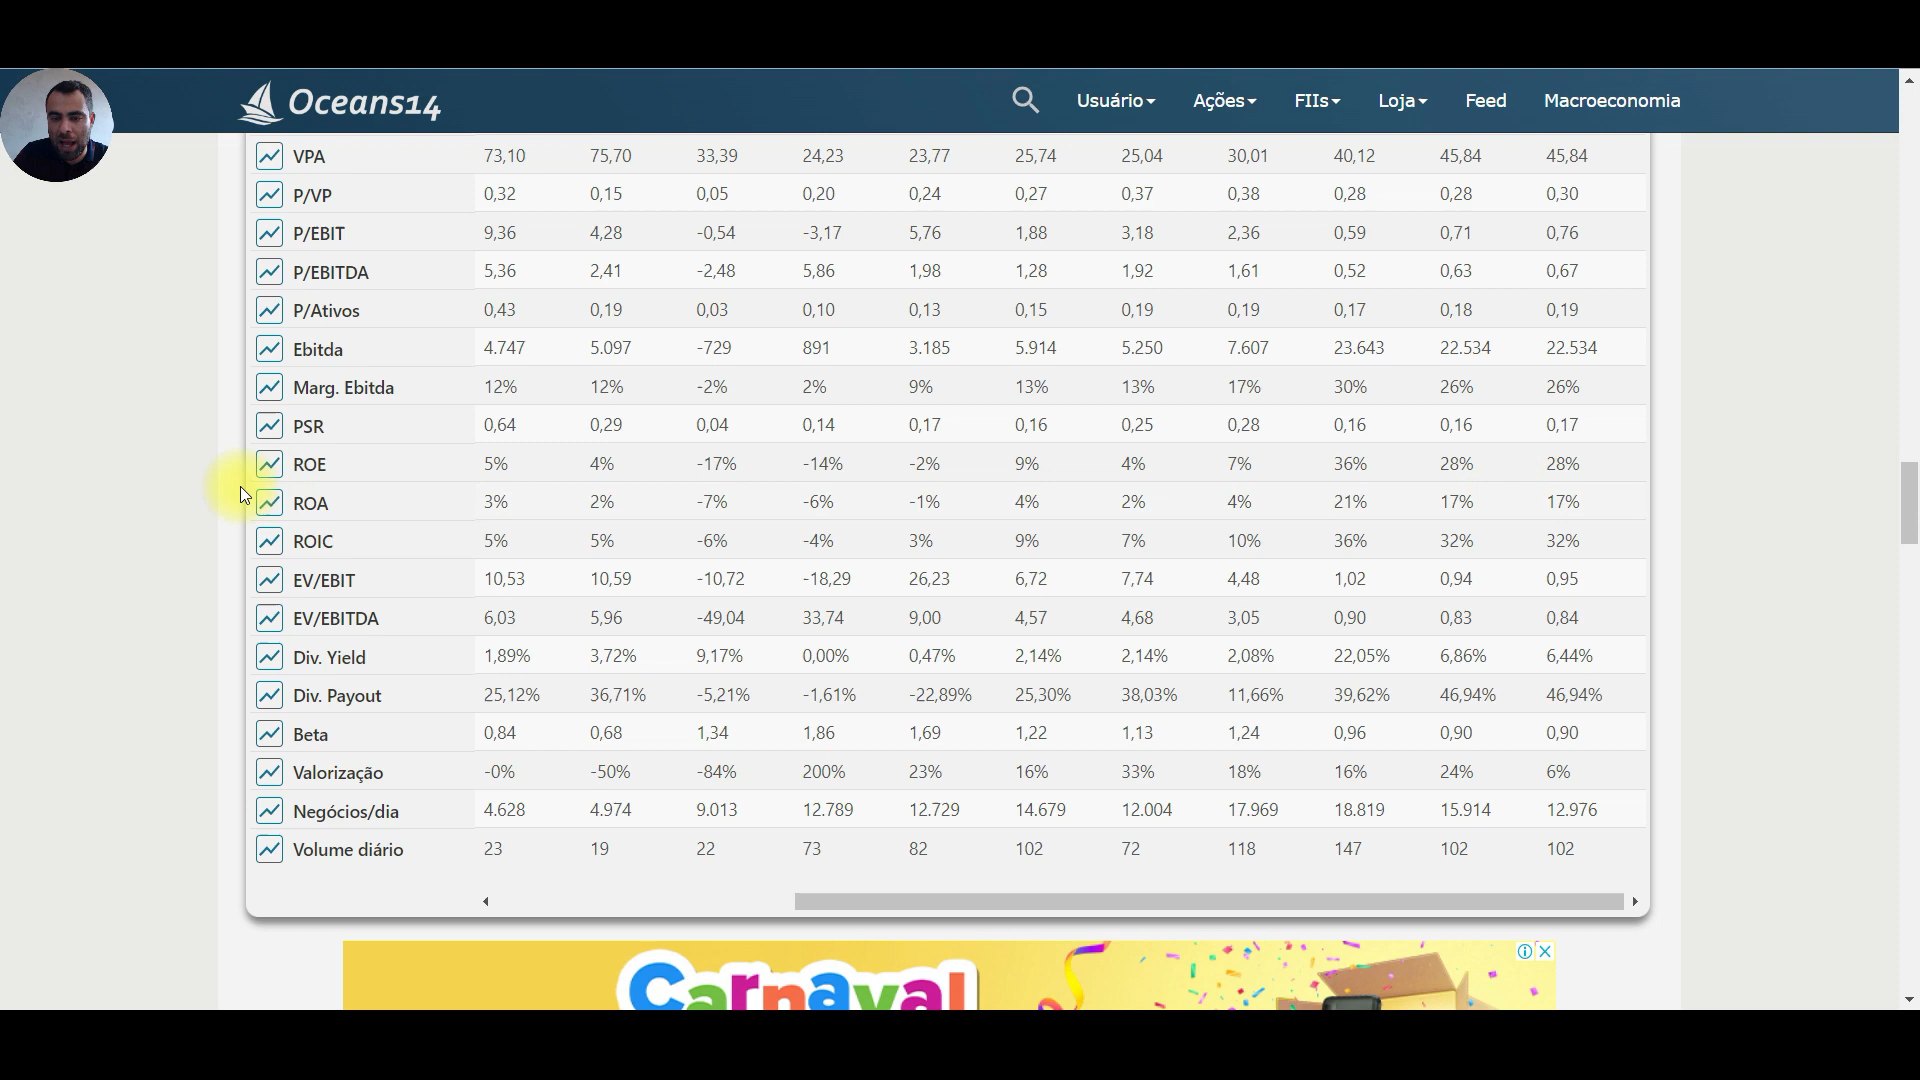 Oceans14 Usuário Ações FIIs Loja Feed Macroeconomia
VPA 73,10 75,70 33,39 24,23 23,77 25,74 25,04 30,01 40,12 45,84 45,84
P/VP 0,32 0,15 0,05 0,20 0,24 0,27 0,37 0,38 0,28 0,28 0,30
P/EBIT 9,36 4,28 -0,54 -3,17 5,76 1,88 3,18 2,36 0,59 0,71 0,76
P/EBITDA 5,36 2,41 -2,48 5,86 1,98 1,28 1,92 1,61 0,52 0,63 0,67
P/Ativos 0,43 0,19 0,03 0,10 0,13 0,15 0,19 0,19 0,17 0,18 0,19
Ebitda 4.747 5.097 -729 891 3.185 5.914 5.250 7.607 23.643 22.534 22.534
Marg. Ebitda 12% 12% -2% 2% 9% 13% 13% 17% 30% 26% 26%
PSR 0,64 0,29 0,04 0,14 0,17 0,16 0,25 0,28 0,16 0,16 0,17
ROE 5% 4% -17% -14% -2% 9% 4% 7% 36% 28% 28%
ROA 3% 2% -7% -6% -1% 4% 2% 4% 21% 17% 17%
ROIC 5% 5% -6% -4% 3% 9% 7% 10% 36% 32% 32%
EV/EBIT 10,53 10,59 -10,72 -18,29 26,23 6,72 7,74 4,48 1,02 0,94 0,95
EV/EBITDA 6,03 5,96 -49,04 33,74 9,00 4,57 4,68 3,05 0,90 0,83 0,84
Div. Yield 1,89% 3,72% 9,17% 0,00% 0,47% 2,14% 2,14% 2,08% 22,05% 6,86% 6,44%
Div. Payout 25,12% 36,71% -5,21% -1,61% -22,89% 25,30% 38,03% 11,66% 39,62% 46,94% 46,94%
Beta 0,84 0,68 1,34 1,86 1,69 1,22 1,13 1,24 0,96 0,90 0,90
Valorização -0% -50% -84% 200% 23% 16% 33% 18% 16% 24% 6%
Negócios/dia 4.628 4.974 9.013 12.789 12.729 14.679 12.004 17.969 18.819 15.914 12.976
Volume diário 23 19 22 73 82 102 72 118 147 102 102
Carnaval